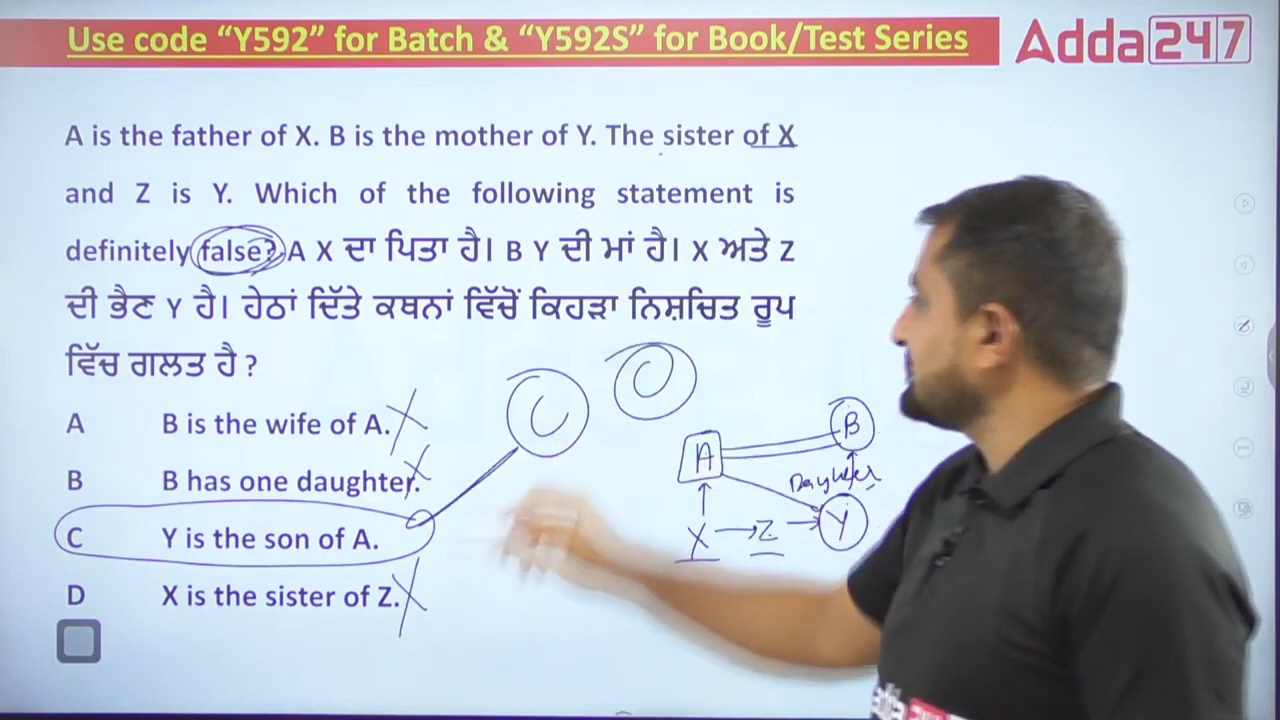 Use code “Y592” for Batch & “Y592S” for Book/Test Series
Adda247
A is the father of X. B is the mother of Y. The sister of X
and Z is Y. Which of the following statement is
definitely false? A X ਦਾ ਪਿਤਾ ਹੈ। B Y ਦੀ ਮਾਂ ਹੈ। X ਅਤੇ Z
ਦੀ ਭੈਣ Y ਹੈ। ਹੇਠਾਂ ਦਿੱਤੇ ਕਥਨਾਂ ਵਿੱਚੋਂ ਕਿਹੜਾ ਨਿਸ਼ਚਿਤ ਰੂਪ
ਵਿੱਚ ਗਲਤ ਹੈ ?
A B is the wife of A.
B B has one daughter.
C Y is the son of A.
D X is the sister of Z.
C
A B
Daughter
X Z Y